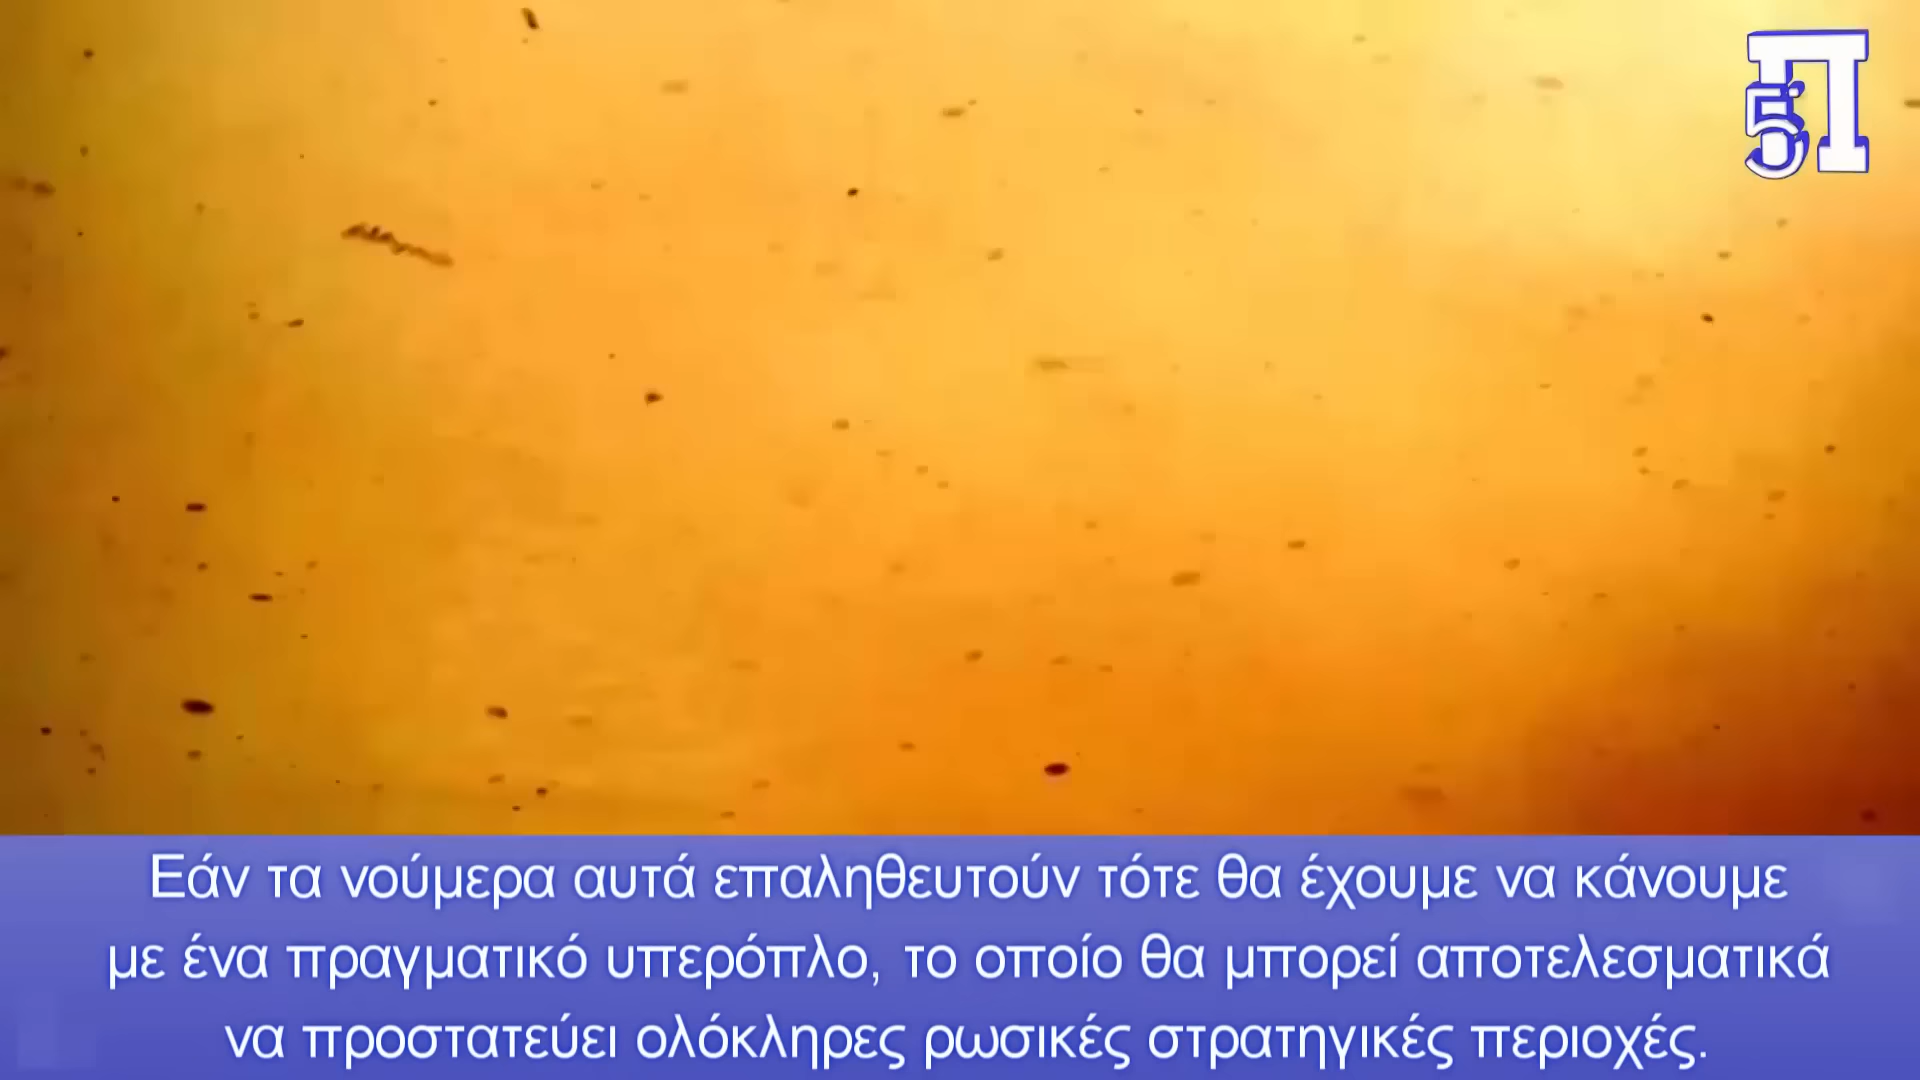 Π
5'
Εάν τα νούμερα αυτά επαληθευτούν τότε θα έχουμε να κάνουμε
με ένα πραγματικό υπερόπλο, το οποίο θα μπορεί αποτελεσματικά
να προστατεύει ολόκληρες ρωσικές στρατηγικές περιοχές.